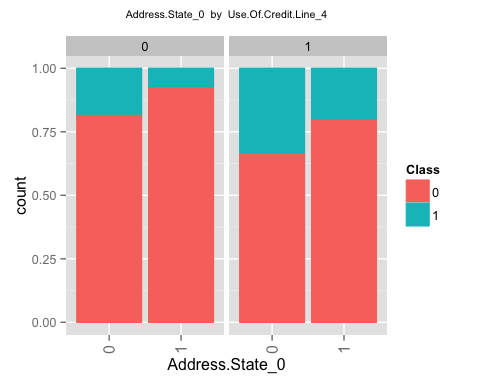 Address.State_0 by Use.Of.Credit.Line_4
0 1
1.00
0.75
0.50
0.25
0.00
count
0 1 0 1
Address.State_0
Class
0
1